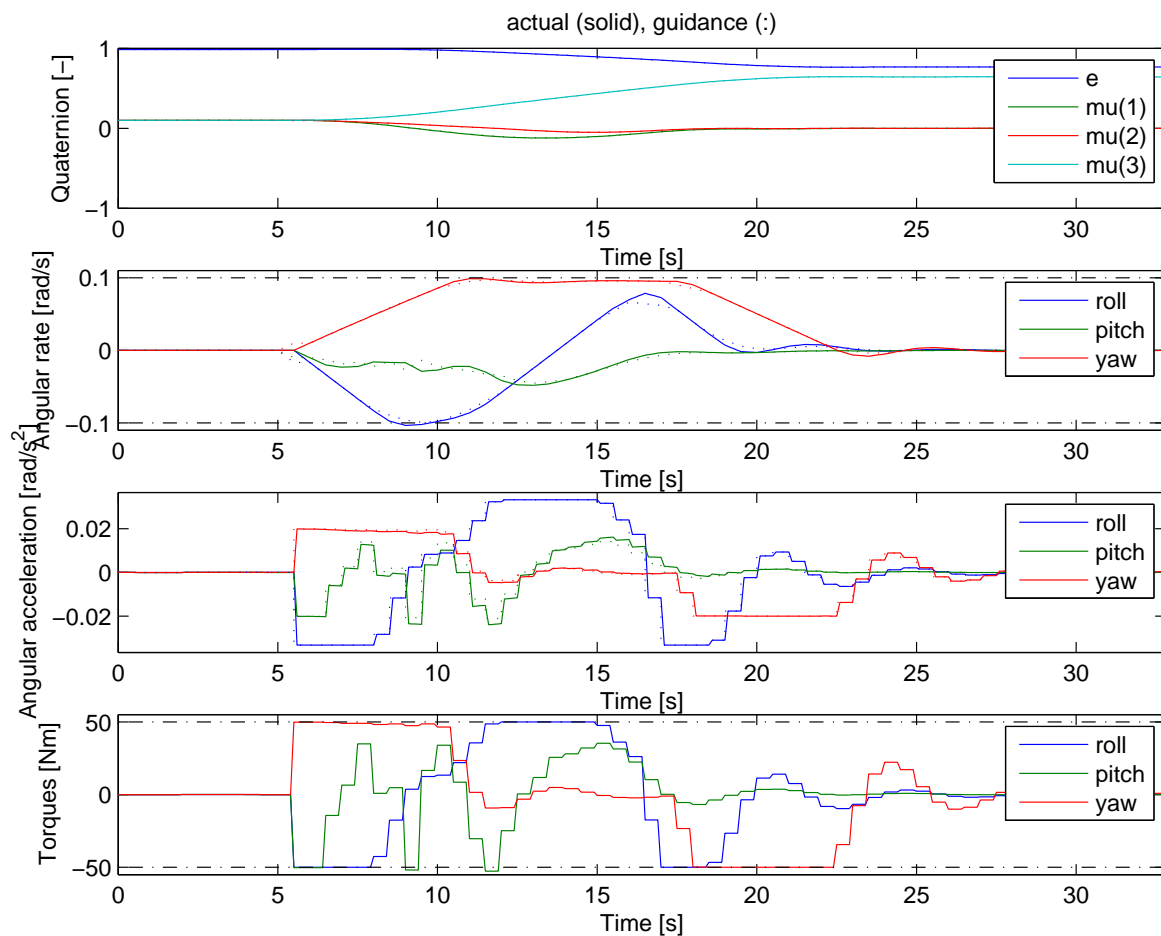 actual (solid), guidance (:)
Quaternion [−]
1
0
−1
e
mu(1)
mu(2)
mu(3)
0 5 10 15 20 25 30
Time [s]
Angular rate [rad/s]
0.1
0
−0.1
roll
pitch
yaw
0 5 10 15 20 25 30
Time [s]
Angular acceleration [rad/s²]
0.02
0
−0.02
roll
pitch
yaw
0 5 10 15 20 25 30
Time [s]
Torques [Nm]
50
0
−50
roll
pitch
yaw
0 5 10 15 20 25 30
Time [s]